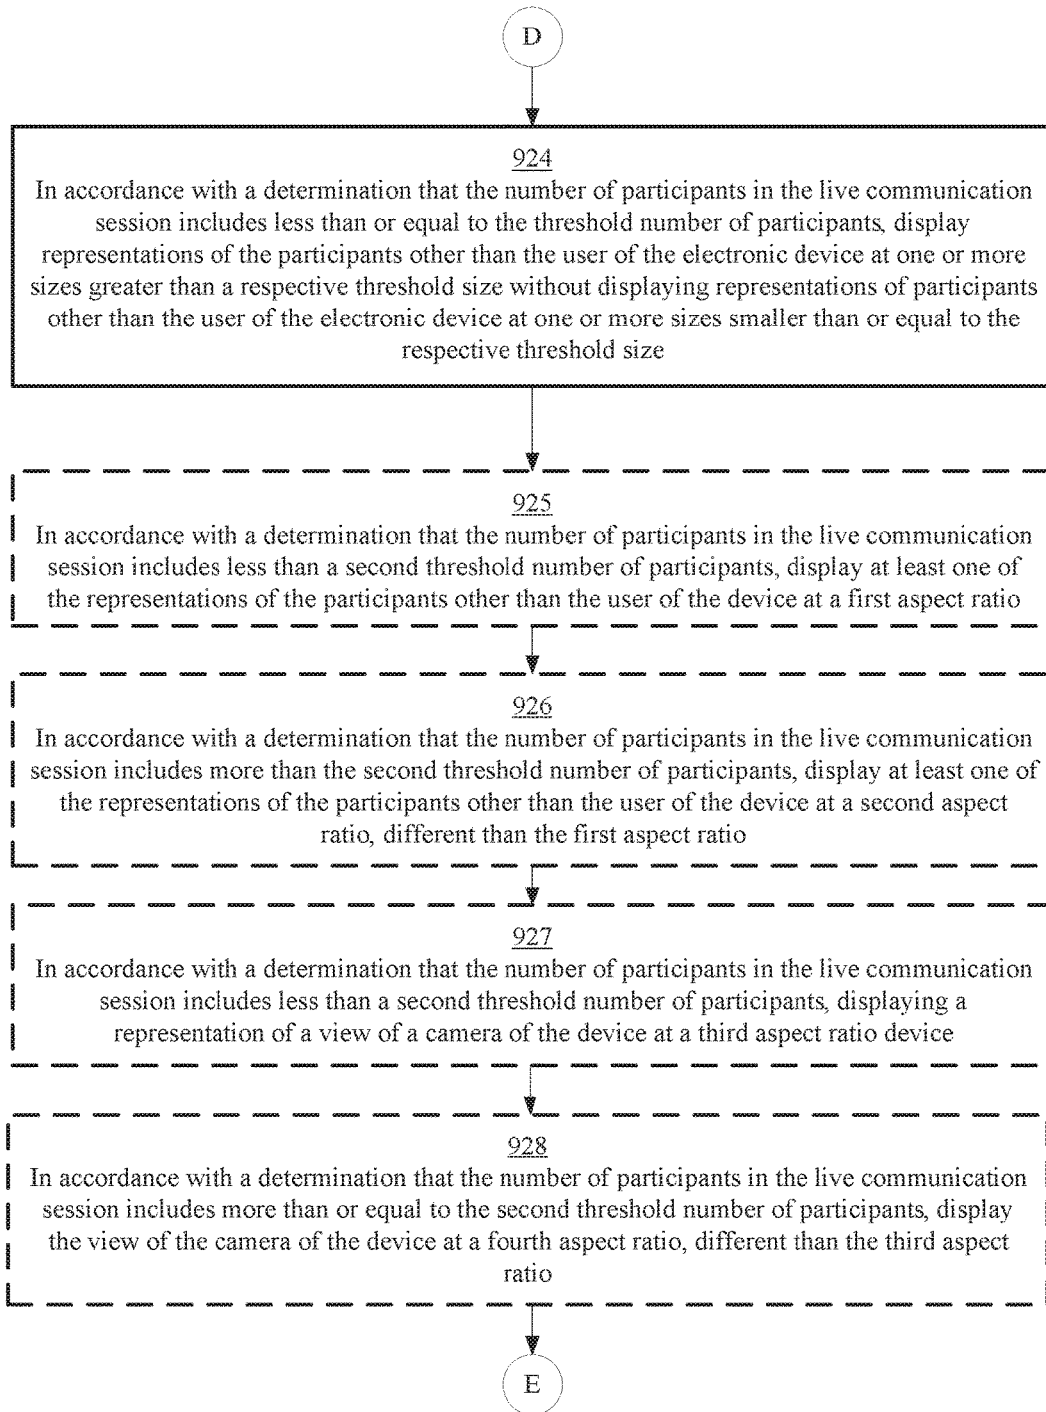 D
924
In accordance with a determination that the number of participants in the live communication
session includes less than or equal to the threshold number of participants, display
representations of the participants other than the user of the electronic device at one or more
sizes greater than a respective threshold size without displaying representations of participants
other than the user of the electronic device at one or more sizes smaller than or equal to the
respective threshold size
925
In accordance with a determination that the number of participants in the live communication
session includes less than a second threshold number of participants, display at least one of
the representations of the participants other than the user of the device at a first aspect ratio
926
In accordance with a determination that the number of participants in the live communication
session includes more than the second threshold number of participants, display at least one of
the representations of the participants other than the user of the device at a second aspect
ratio, different than the first aspect ratio
927
In accordance with a determination that the number of participants in the live communication
session includes less than a second threshold number of participants, displaying a
representation of a view of a camera of the device at a third aspect ratio device
928
In accordance with a determination that the number of participants in the live communication
session includes more than or equal to the second threshold number of participants, display
the view of the camera of the device at a fourth aspect ratio, different than the third aspect
ratio
E